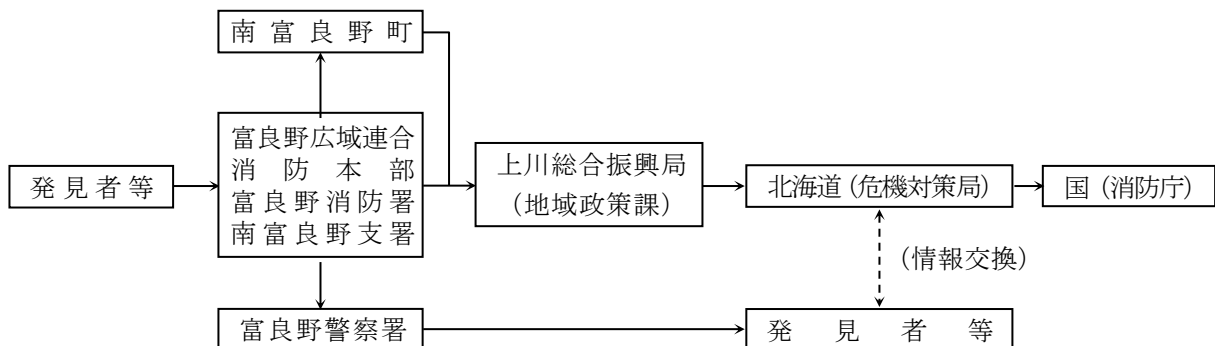 南富良野町
富良野広域連合
消防本部
富良野消防署
南富良野支署
発見者等
上川総合振興局
（地域政策課）
北海道（危機対策局）
国（消防庁）
（情報交換）
富良野警察署
発見者等